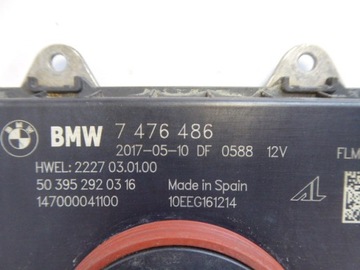 BMW 7 476 486
2017-05-10 DF 0588 12V FLM
HWEL: 2227 03.01.00
50 395 292 03 16 Made in Spain
147000041100 10EEG161214